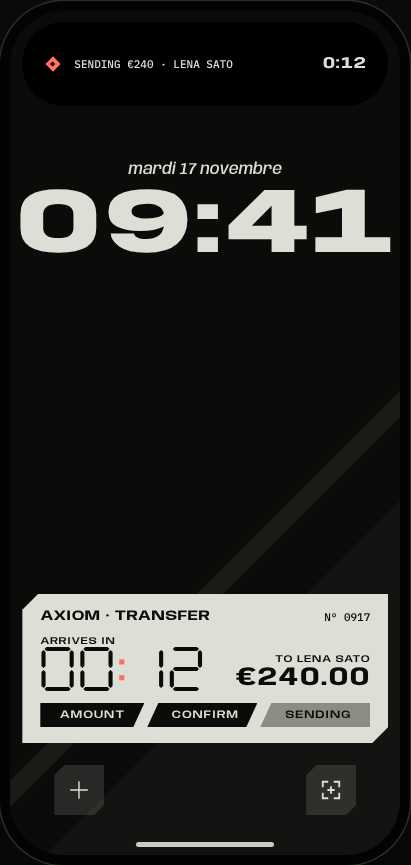 SENDING €240 · LENA SATO 0:12
mardi 17 novembre
09:41
AXIOM · TRANSFER N° 0917
ARRIVES IN
00:12
TO LENA SATO
€240.00
AMOUNT CONFIRM SENDING